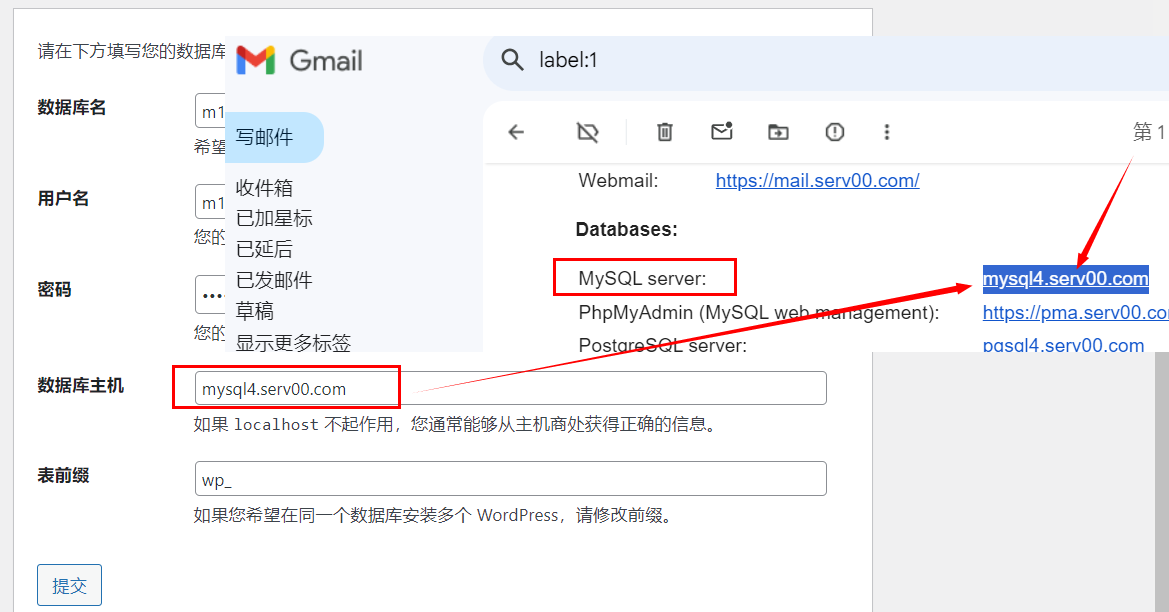 请在下方填写您的数据库
数据库名
m1
希望
用户名
m1
您的
密码
••••
您的
数据库主机
mysql4.serv00.com
如果 localhost 不起作用，您通常能够从主机商处获得正确的信息。
表前缀
wp_
如果您希望在同一个数据库安装多个 WordPress，请修改前缀。
提交
Gmail
label:1
写邮件
收件箱
已加星标
已延后
已发邮件
草稿
显示更多标签
第 1
Webmail: https://mail.serv00.com/
Databases:
MySQL server: mysql4.serv00.com
PhpMyAdmin (MySQL web management): https://pma.serv00.co
PostgreSQL server: pgsql4.serv00.com